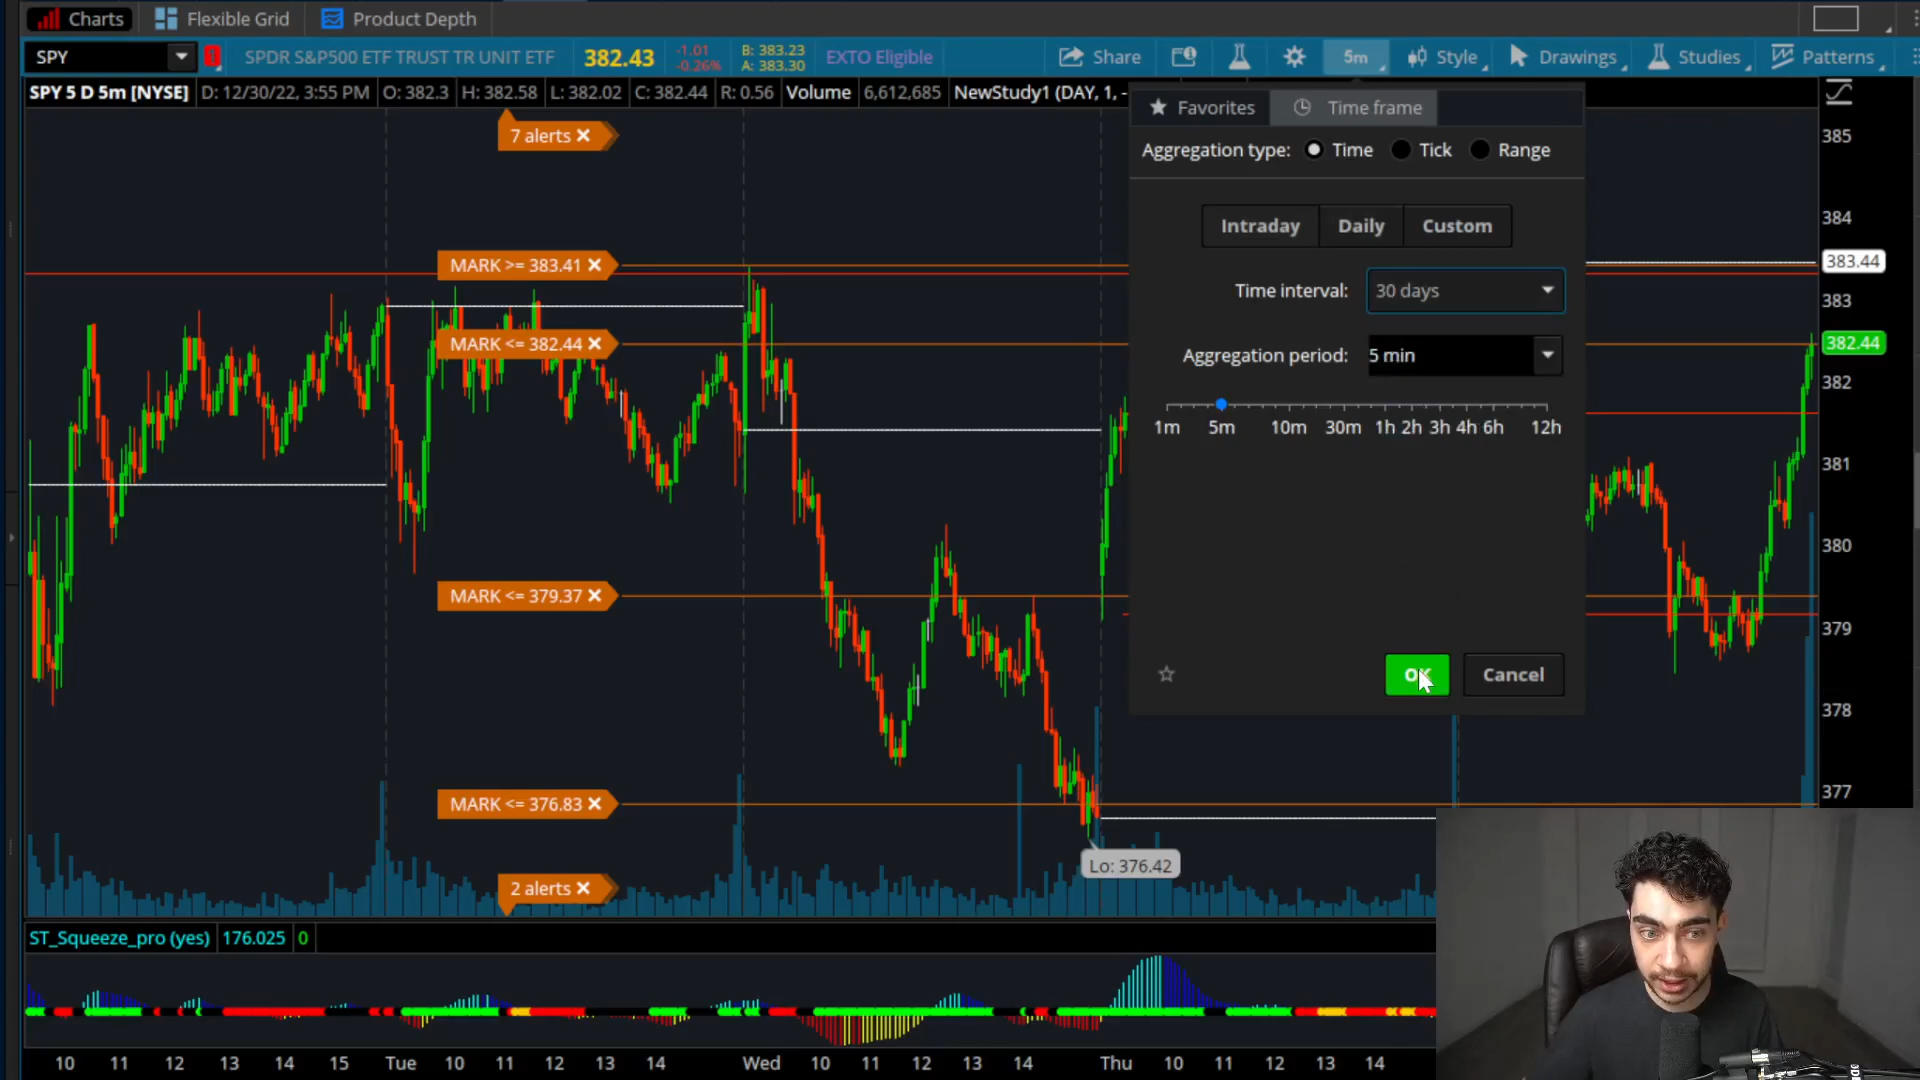 Charts Flexible Grid Product Depth
SPY SPDR S&P500 ETF TRUST TR UNIT ETF 382.43 -1.01 -0.26% B: 383.23 A: 383.30 EXTO Eligible Share 5m Style Drawings Studies Patterns
SPY 5 D 5m [NYSE] D: 12/30/22, 3:55 PM O: 382.3 H: 382.58 L: 382.02 C: 382.44 R: 0.56 Volume 6,612,685 NewStudy1 (DAY, 1, -
Favorites Time frame
7 alerts
385
Aggregation type: Time Tick Range
384
Intraday Daily Custom
MARK >= 383.41
383.44
Time interval: 30 days
383
MARK <= 382.44
382.44
Aggregation period: 5 min
382
1m 5m 10m 30m 1h 2h 3h 4h 6h 12h
381
380
MARK <= 379.37
379
OK Cancel
378
377
MARK <= 376.83
Lo: 376.42
2 alerts
ST_Squeeze_pro (yes) 176.025 0
10 11 12 13 14 15 Tue 10 11 12 13 14 Wed 10 11 12 13 14 Thu 10 11 12 13 14